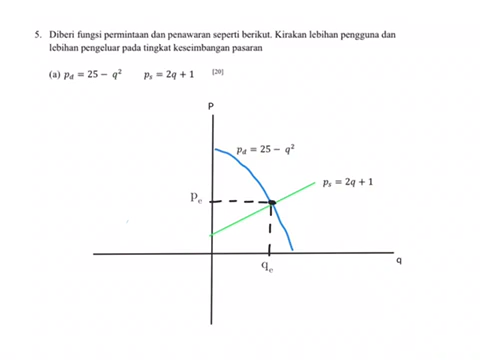 5. Diberi fungsi permintaan dan penawaran seperti berikut. Kirakan lebihan pengguna dan
lebihan pengeluar pada tingkat keseimbangan pasaran
(a) p_d = 25 − q² p_s = 2q + 1 [20]
P
p_d = 25 − q²
p_s = 2q + 1
P_e
q
q_e